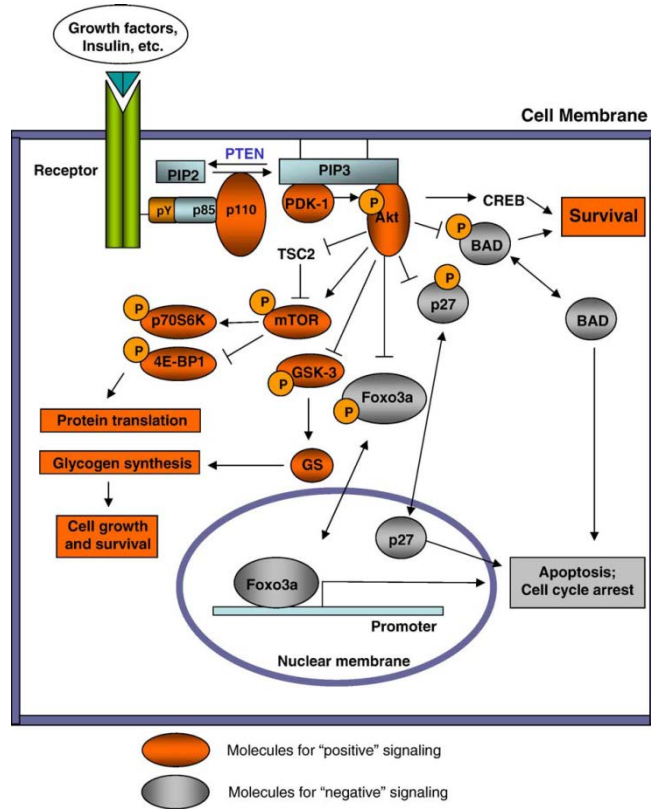 Growth factors,
Insulin, etc.
Cell Membrane
Receptor
PTEN
PIP2
PIP3
pY
p85
p110
PDK-1
P
Akt
CREB
Survival
P
BAD
TSC2
P
p27
BAD
P
p70S6K
P
mTOR
P
4E-BP1
GSK-3
P
Foxo3a
P
Protein translation
Glycogen synthesis
GS
Cell growth
and survival
p27
Foxo3a
Apoptosis;
Cell cycle arrest
Promoter
Nuclear membrane
Molecules for “positive” signaling
Molecules for “negative” signaling